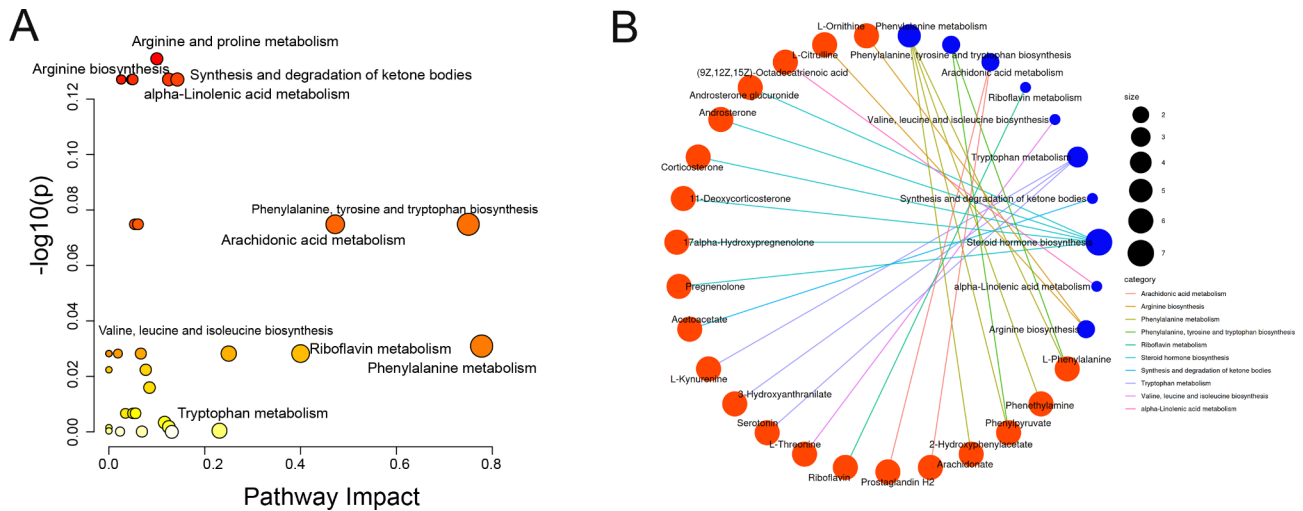 A
Arginine and proline metabolism
Arginine biosynthesis
Synthesis and degradation of ketone bodies
alpha-Linolenic acid metabolism
0.12
0.10
0.08
0.06
0.04
0.02
0.00
-log10(p)
Phenylalanine, tyrosine and tryptophan biosynthesis
Arachidonic acid metabolism
Valine, leucine and isoleucine biosynthesis
Riboflavin metabolism
Phenylalanine metabolism
Tryptophan metabolism
0.0 0.2 0.4 0.6 0.8
Pathway Impact
B
L-Ornithine
Phenylalanine metabolism
L-Citrulline
Phenylalanine, tyrosine and tryptophan biosynthesis
(9Z,12Z,15Z)-Octadecatrienoic acid
Arachidonic acid metabolism
Androsterone glucuronide
Riboflavin metabolism
Androsterone
Valine, leucine and isoleucine biosynthesis
Corticosterone
Tryptophan metabolism
11-Deoxycorticosterone
Synthesis and degradation of ketone bodies
17alpha-Hydroxypregnenolone
Steroid hormone biosynthesis
Pregnenolone
alpha-Linolenic acid metabolism
Acetoacetate
Arginine biosynthesis
L-Kynurenine
L-Phenylalanine
3-Hydroxyanthranilate
Phenethylamine
Serotonin
Phenylpyruvate
L-Threonine
2-Hydroxyphenylacetate
Riboflavin
Arachidonate
Prostaglandin H2
size
2
3
4
5
6
7
category
Arachidonic acid metabolism
Arginine biosynthesis
Phenylalanine metabolism
Phenylalanine, tyrosine and tryptophan biosynthesis
Riboflavin metabolism
Steroid hormone biosynthesis
Synthesis and degradation of ketone bodies
Tryptophan metabolism
Valine, leucine and isoleucine biosynthesis
alpha-Linolenic acid metabolism